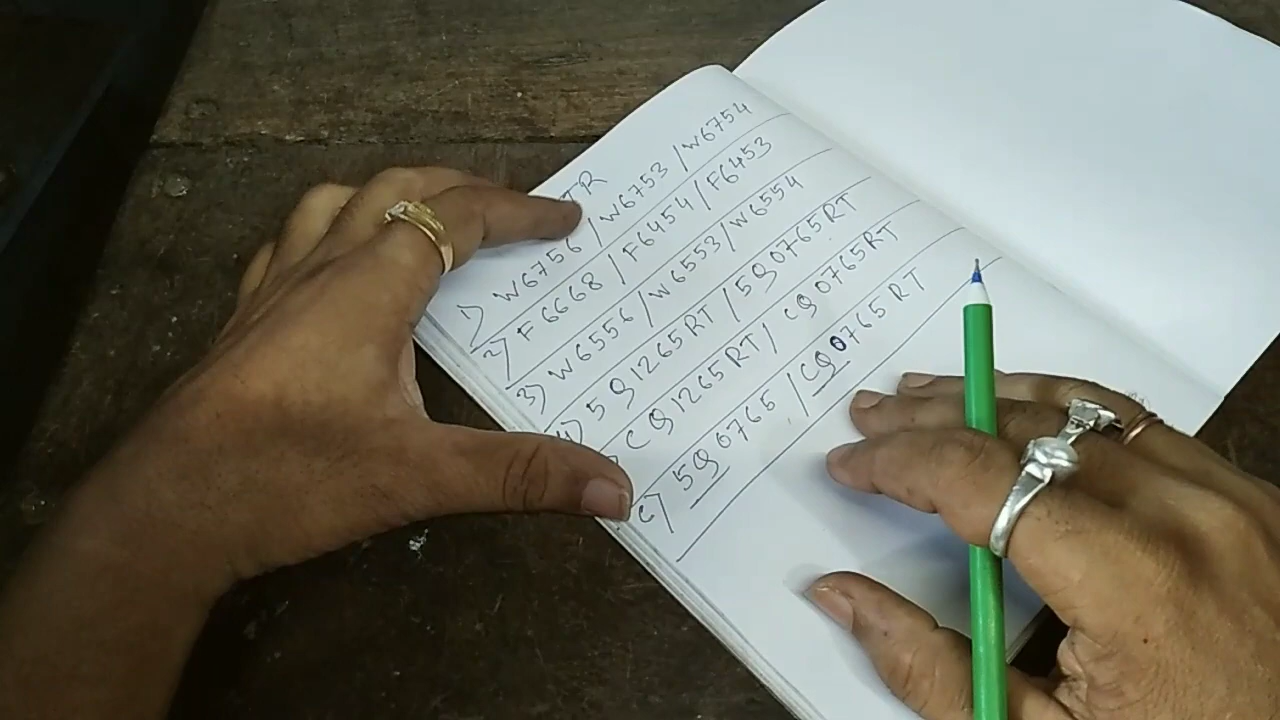 TR
1) W6756 / W6753 / W6754
2) F6668 / F6454 / F6453
3) W6556 / W6553 / W6554
4) 5Q1265RT / 5Q0765RT
CQ1265RT / CQ0765RT
6) 5Q0765 / CQ0765RT